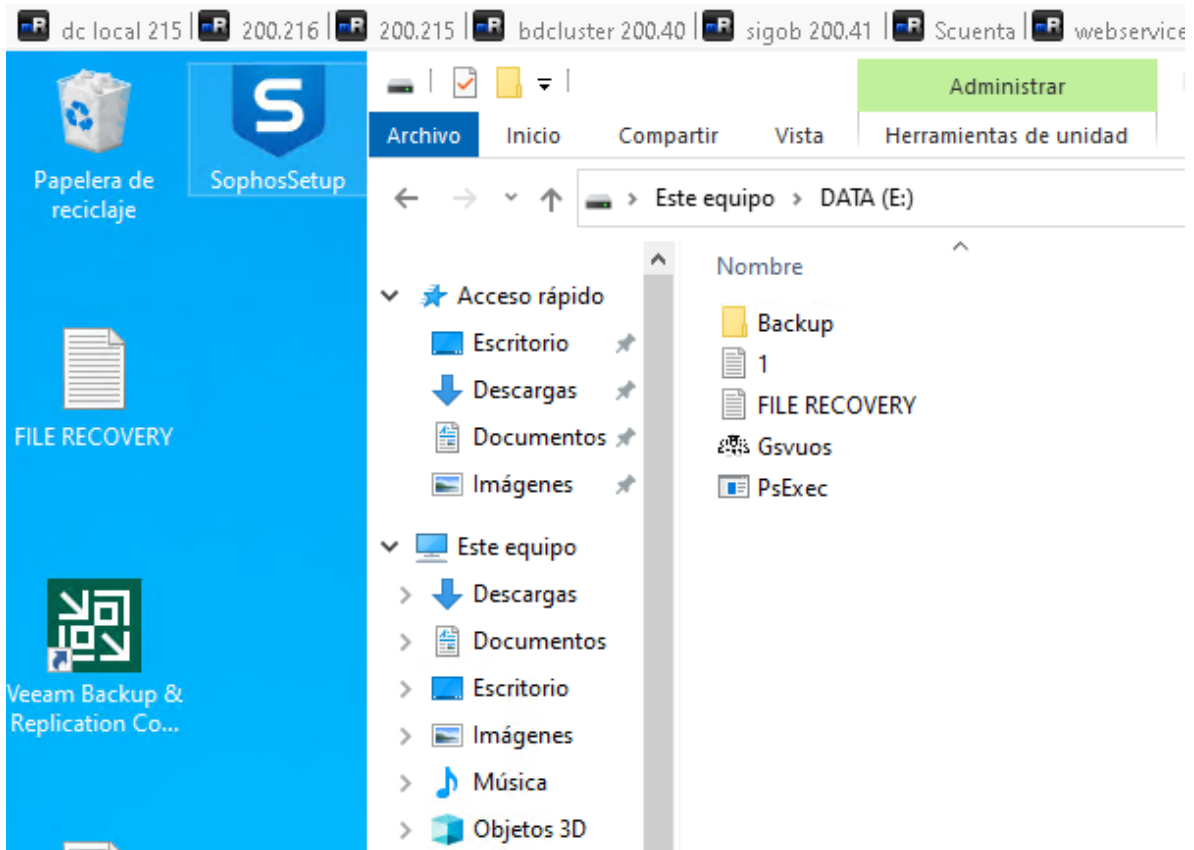 dc local 215 200.216 200.215 bdcluster 200.40 sigob 200.41 Scuenta webservice
Papelera de
reciclaje
SophosSetup
FILE RECOVERY
Veeam Backup &
Replication Co...
Administrar
Archivo Inicio Compartir Vista Herramientas de unidad
Este equipo > DATA (E:)
Acceso rápido
Escritorio
Descargas
Documentos
Imágenes
Este equipo
Descargas
Documentos
Escritorio
Imágenes
Música
Objetos 3D
Nombre
Backup
1
FILE RECOVERY
Gsvuos
PsExec